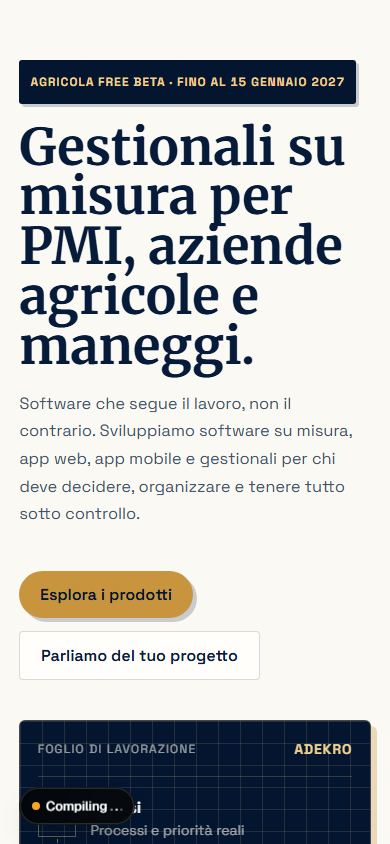 AGRICOLA FREE BETA · FINO AL 15 GENNAIO 2027
Gestionali su
misura per
PMI, aziende
agricole e
maneggi.
Software che segue il lavoro, non il
contrario. Sviluppiamo software su misura,
app web, app mobile e gestionali per chi
deve decidere, organizzare e tenere tutto
sotto controllo.
Esplora i prodotti
Parliamo del tuo progetto
FOGLIO DI LAVORAZIONE
ADEKRO
Compiling ...
Processi e priorità reali